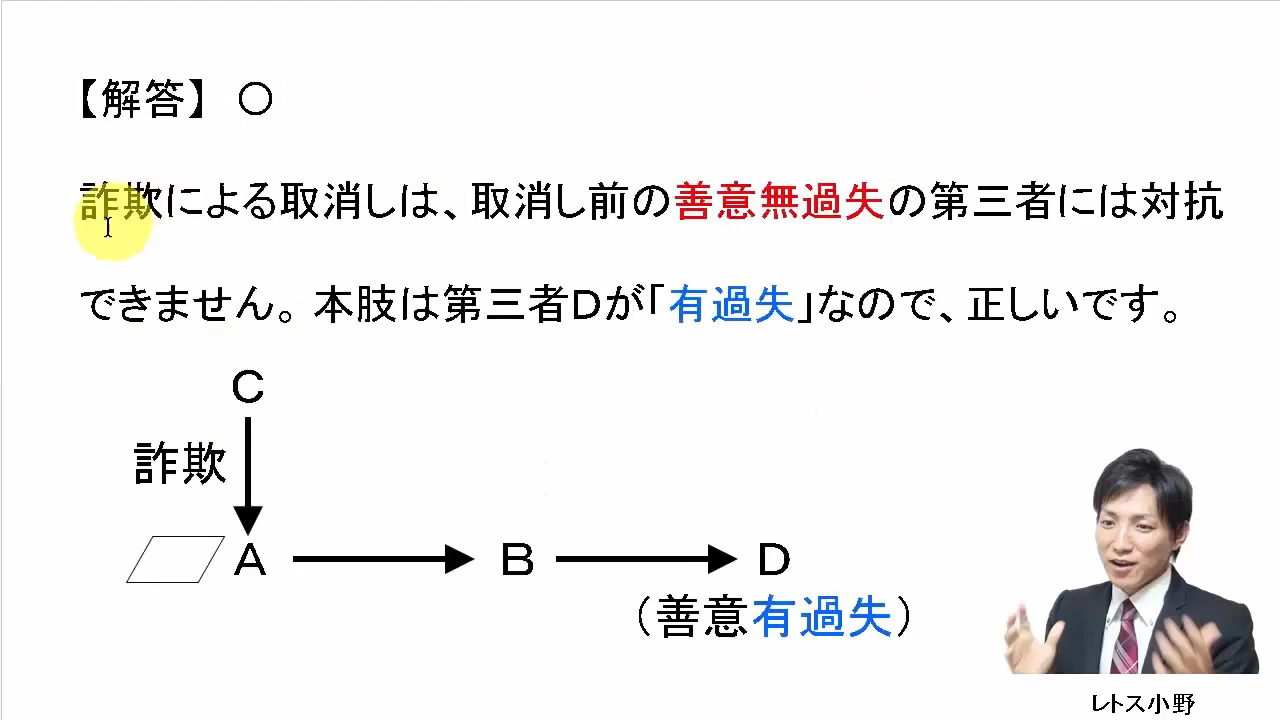 【解答】 ○
詐欺による取消しは、取消し前の善意無過失の第三者には対抗
できません。本肢は第三者Dが「有過失」なので、正しいです。
C
詐欺
A B D
（善意有過失）
レトス小野